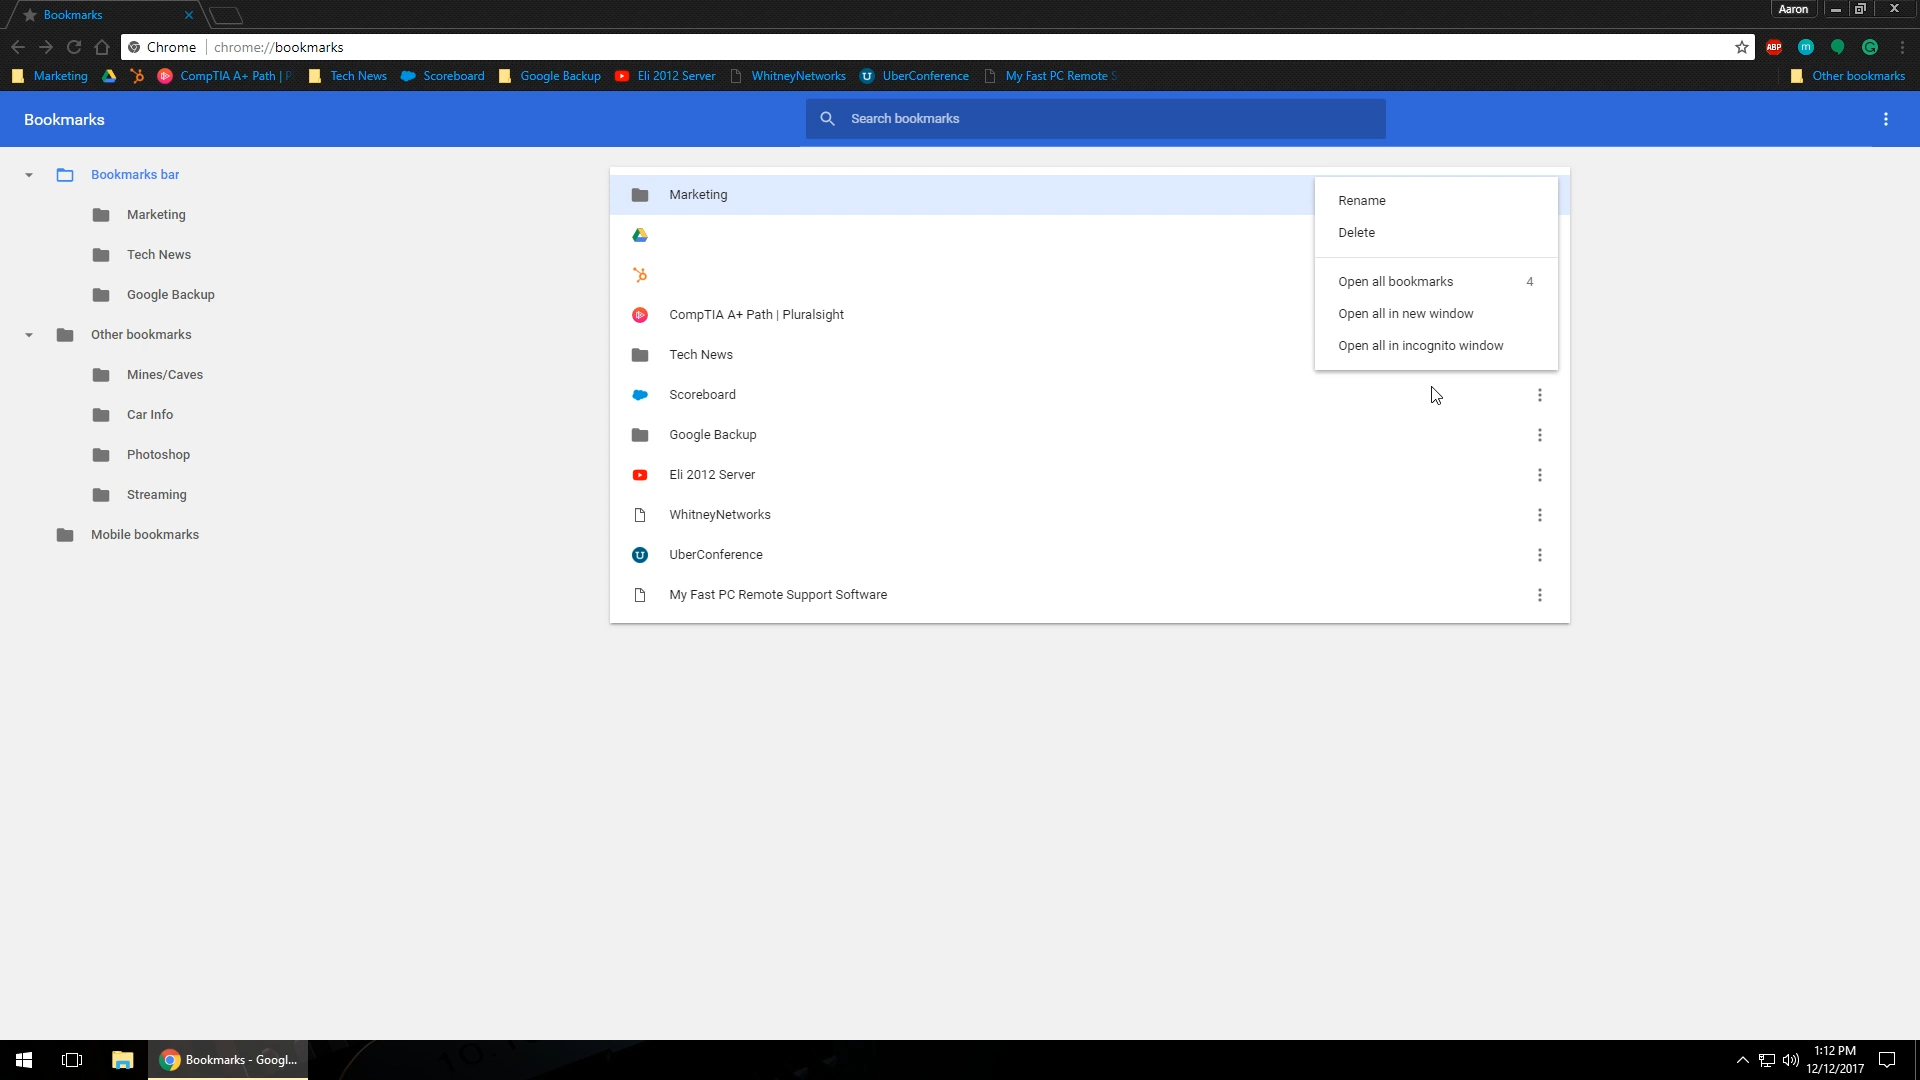 Bookmarks
Aaron
Chrome chrome://bookmarks
ABP
Marketing
CompTIA A+ Path | P
Tech News
Scoreboard
Google Backup
Eli 2012 Server
WhitneyNetworks
UberConference
My Fast PC Remote S
Other bookmarks
Bookmarks
Search bookmarks
Bookmarks bar
Marketing
Tech News
Google Backup
Other bookmarks
Mines/Caves
Car Info
Photoshop
Streaming
Mobile bookmarks
Marketing
CompTIA A+ Path | Pluralsight
Tech News
Scoreboard
Google Backup
Eli 2012 Server
WhitneyNetworks
UberConference
My Fast PC Remote Support Software
Rename
Delete
Open all bookmarks 4
Open all in new window
Open all in incognito window
Bookmarks - Googl...
1:12 PM
12/12/2017